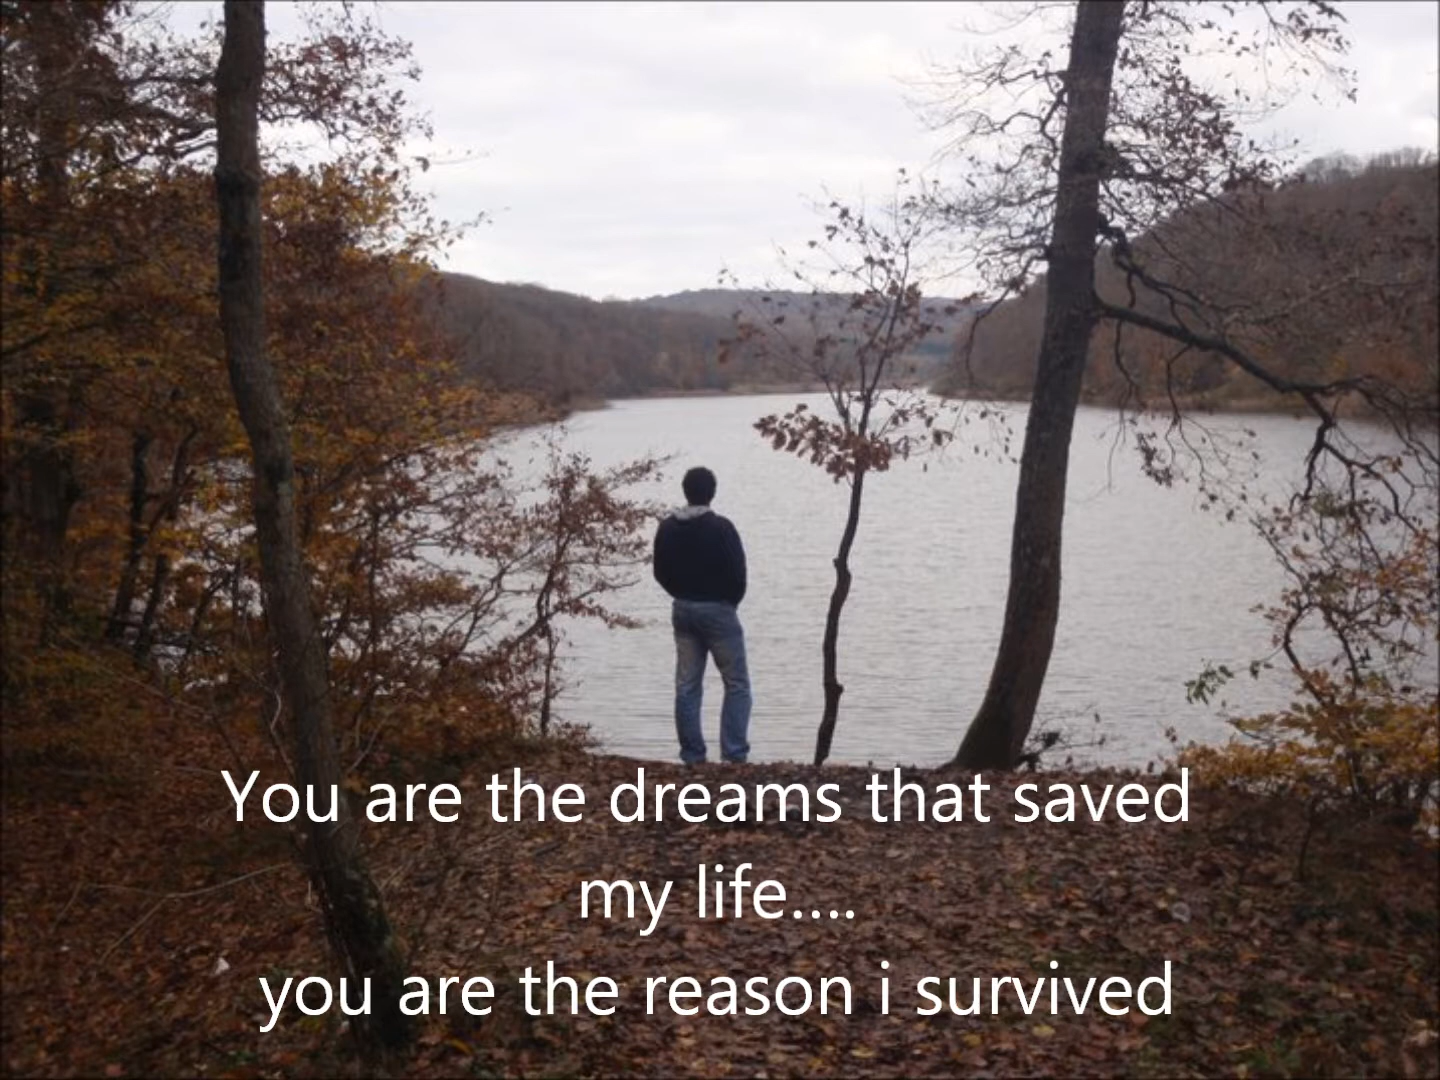 You are the dreams that saved
my life....
you are the reason i survived